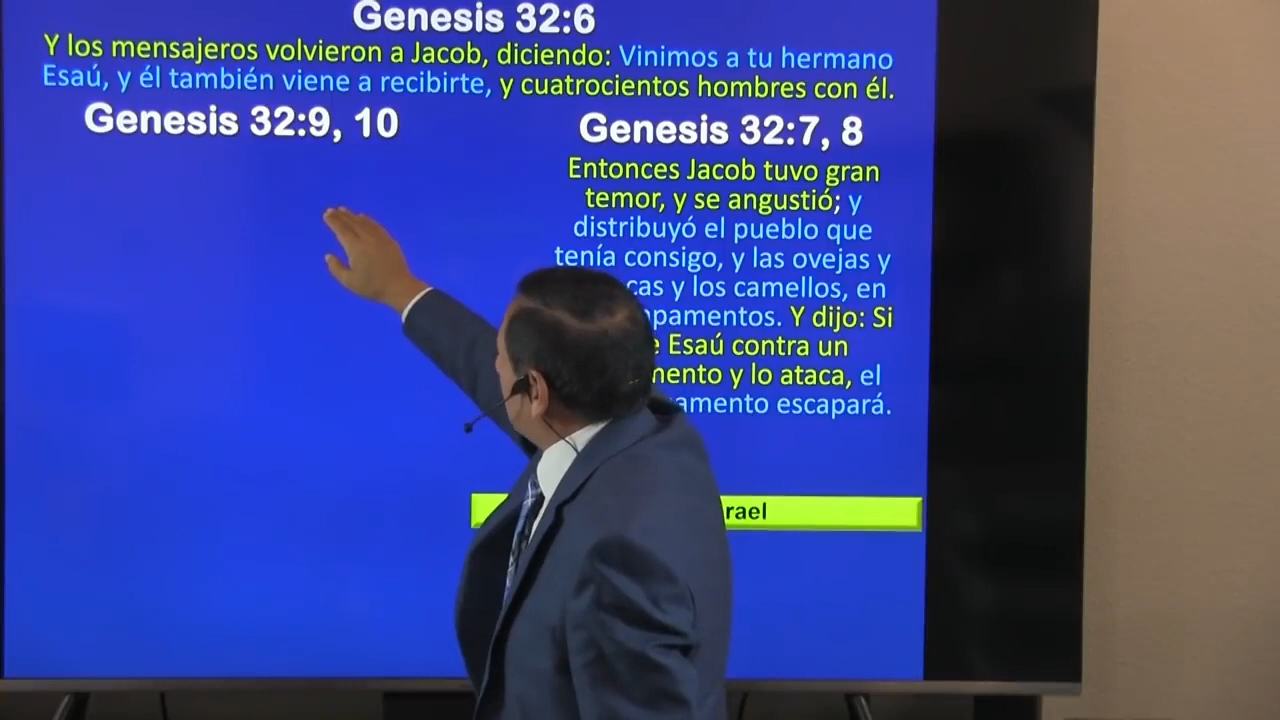 Genesis 32:6
Y los mensajeros volvieron a Jacob, diciendo: Vinimos a tu hermano
Esaú, y él también viene a recibirte, y cuatrocientos hombres con él.
Genesis 32:9, 10
Genesis 32:7, 8
Entonces Jacob tuvo gran
temor, y se angustió; y
distribuyó el pueblo que
tenía consigo, y las ovejas y
y los camellos, en
Y dijo: Si
Esaú contra un
y lo ataca, el
escapará.